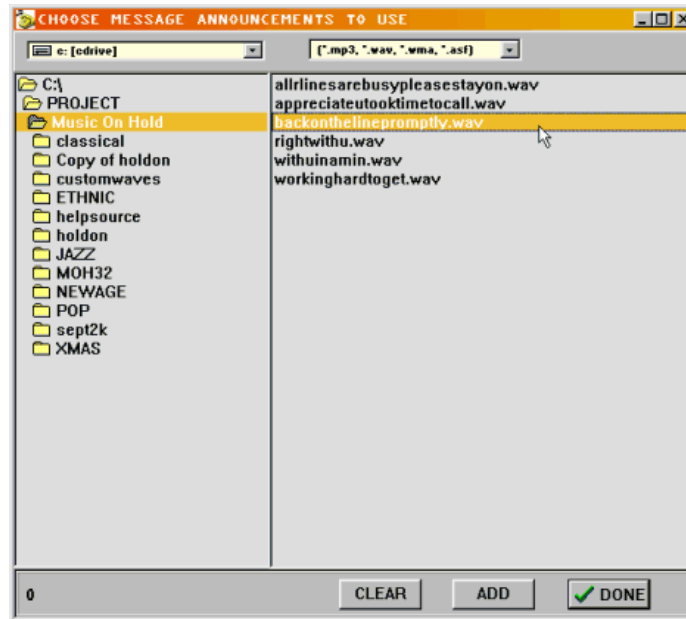 CHOOSE MESSAGE ANNOUNCEMENTS TO USE
c: [cdrive]
(*.mp3, *.wav, *.wma, *.asf)
C:\
PROJECT
Music On Hold
classical
Copy of holdon
customwaves
ETHNIC
helpsource
holdon
JAZZ
MOH32
NEWAGE
POP
sept2k
XMAS
allrlinesarebusypleasestayon.wav
appreciateutooktimetocall.wav
backonthelinepromptly.wav
rightwithu.wav
withuinamin.wav
workinghardtoget.wav
0
CLEAR
ADD
DONE